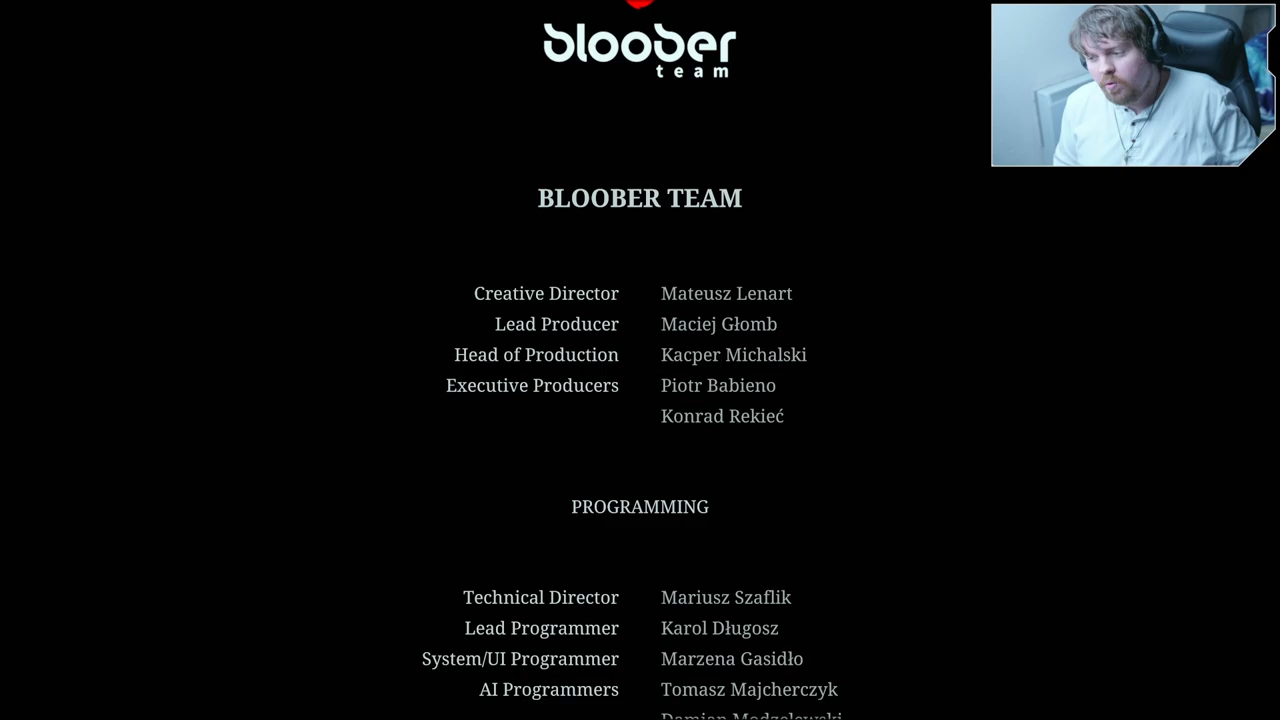 bloober
team
BLOOBER TEAM
Creative Director Mateusz Lenart
Lead Producer Maciej Głomb
Head of Production Kacper Michalski
Executive Producers Piotr Babieno
Konrad Rekieć
PROGRAMMING
Technical Director Mariusz Szaflik
Lead Programmer Karol Długosz
System/UI Programmer Marzena Gasidło
AI Programmers Tomasz Majcherczyk
Damian Modzelewski